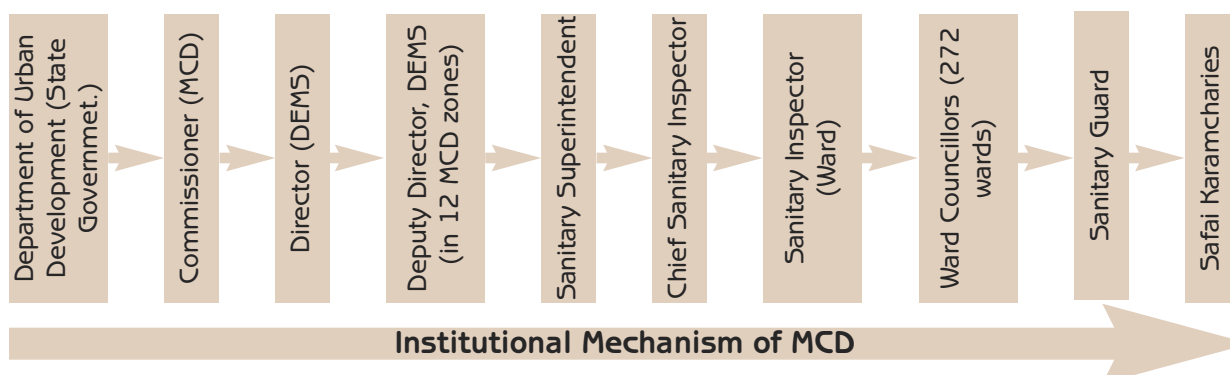 Department of Urban
Development (State
Governmet.)
Commissioner (MCD)
Director (DEMS)
Deputy Director, DEMS
(in 12 MCD zones)
Sanitary Superintendent
Chief Sanitary Inspector
Sanitary Inspector
(Ward)
Ward Councillors (272
wards)
Sanitary Guard
Safai Karamcharies
Institutional Mechanism of MCD